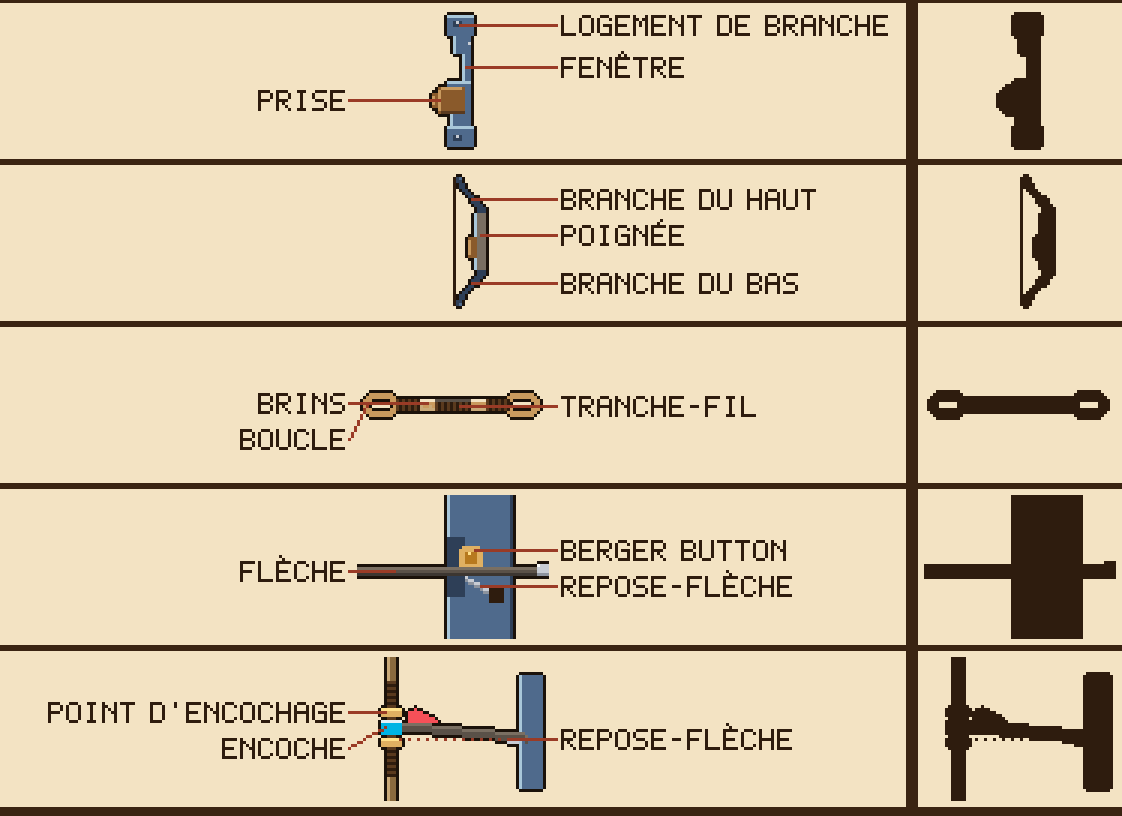 LOGEMENT DE BRANCHE
FENÊTRE
PRISE
BRANCHE DU HAUT
POIGNÉE
BRANCHE DU BAS
BRINS
TRANCHE-FIL
BOUCLE
BERGER BUTTON
FLÈCHE
REPOSE-FLÈCHE
POINT D'ENCOCHAGE
REPOSE-FLÈCHE
ENCOCHE